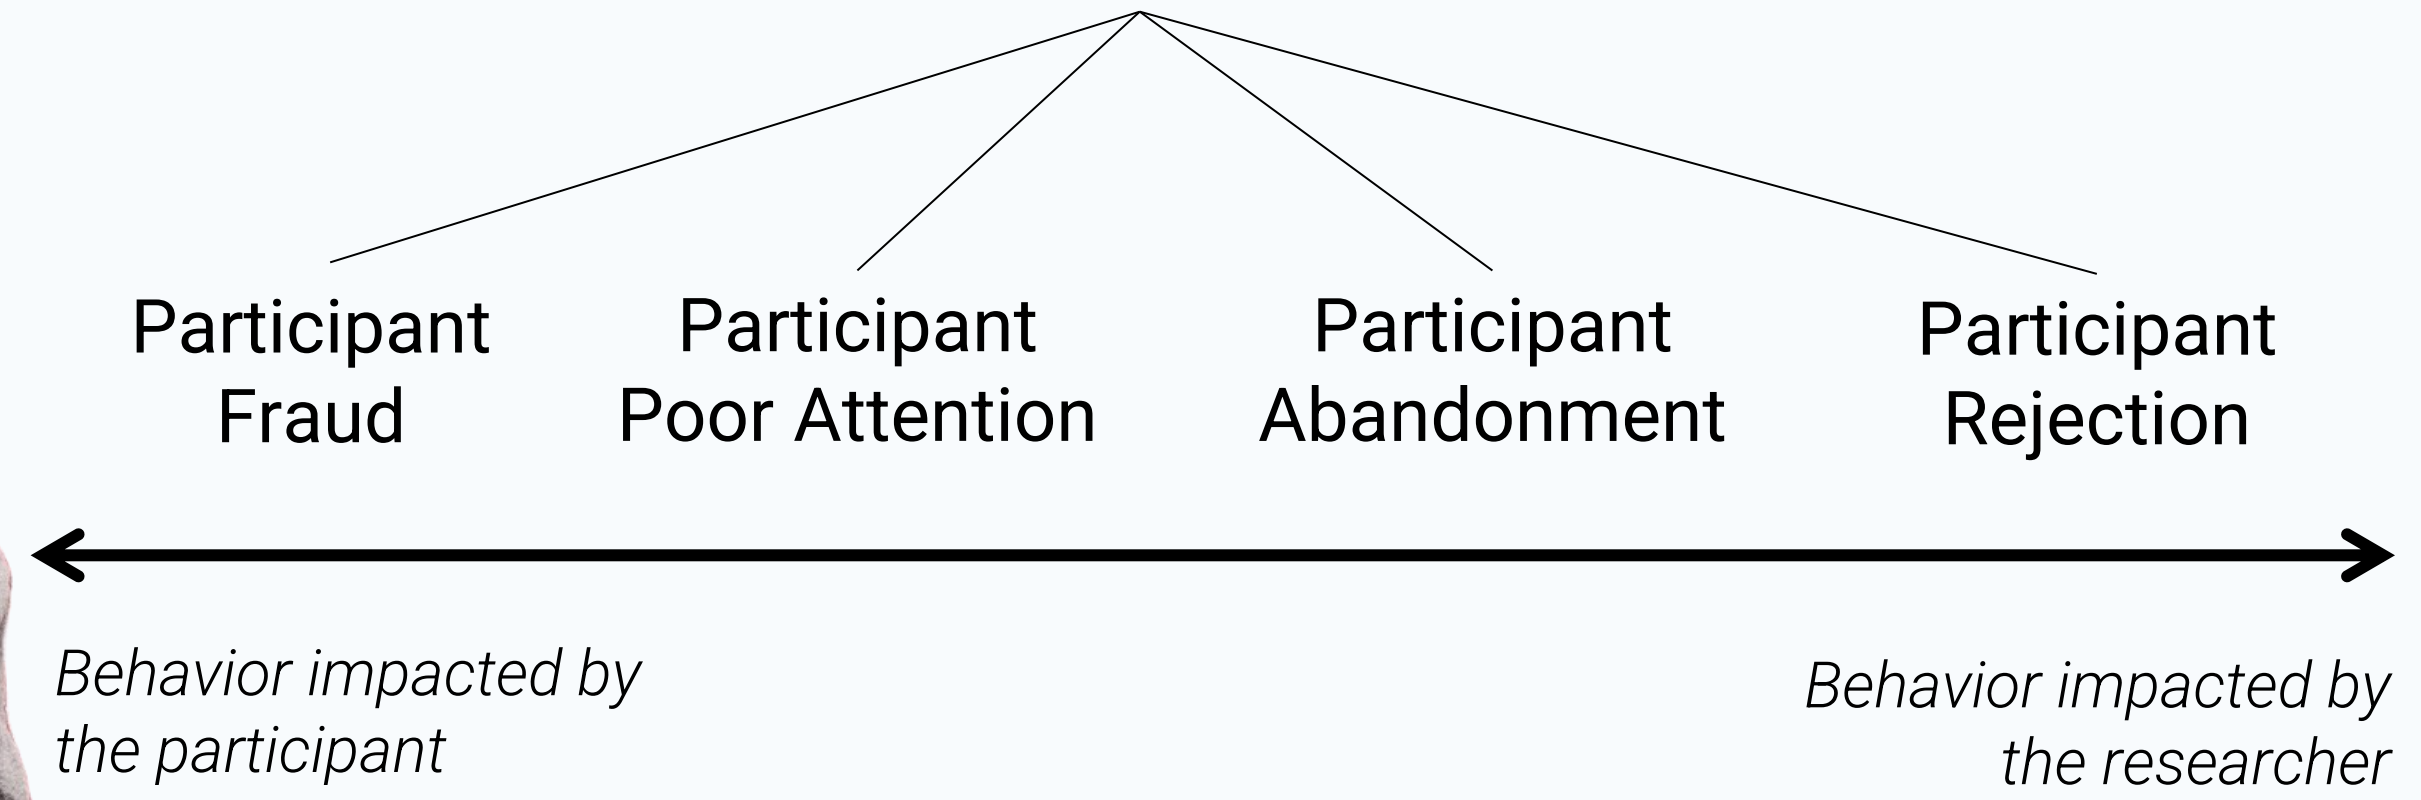 Participant
Fraud
Participant
Poor Attention
Participant
Abandonment
Participant
Rejection
Behavior impacted by
the participant
Behavior impacted by
the researcher